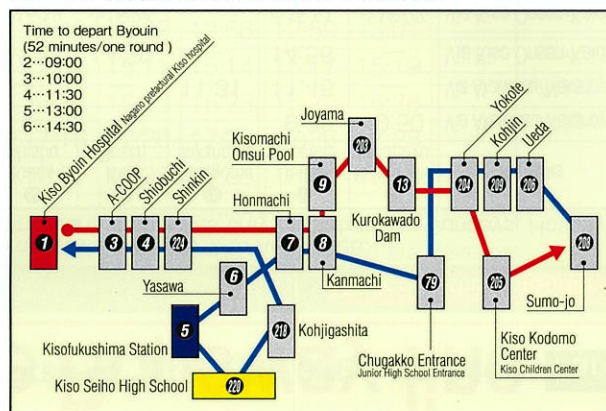 Time to depart Byouin
(52 minutes/one round )
2…09:00
3…10:00
4…11:30
5…13:00
6…14:30
Kiso Byoin Hospital Nagano prefactural Kiso hospital
A-COOP
Shiobuchi
Shinkin
Honmachi
Kisomachi
Onsui Pool
Joyama
Kurokawado
Dam
Yokote
Kohjin
Ueda
1
3
4
224
7
8
9
203
13
204
209
206
208
Yasawa
6
5
Kisofukushima Station
218
Kohjigashita
220
Kiso Seiho High School
Kanmachi
79
Chugakko Entrance
Junior High School Entrance
205
Kiso Kodomo
Center
Kiso Children Center
Sumo-jo